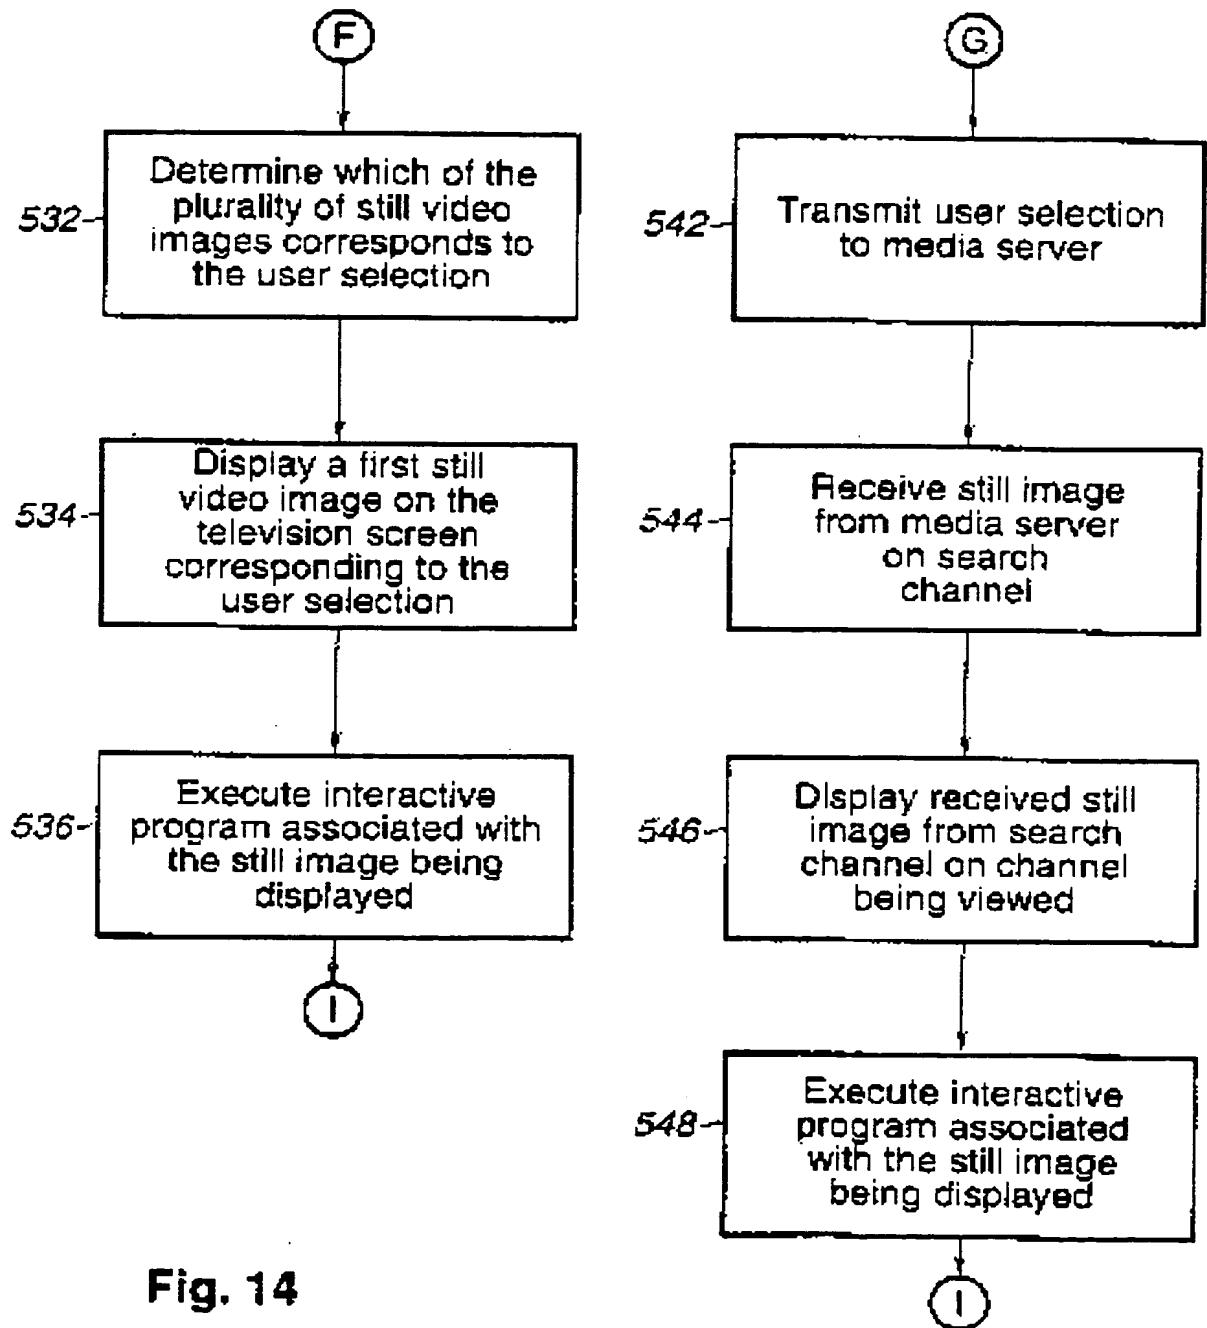 F
532
Determine which of the
plurality of still video
images corresponds to
the user selection
534
Display a first still
video image on the
television screen
corresponding to the
user selection
536
Execute interactive
program associated with
the still image being
displayed
I
G
542
Transmit user selection
to media server
544
Receive still image
from media server
on search
channel
546
Display received still
image from search
channel on channel
being viewed
548
Execute interactive
program associated
with the still image
being displayed
I
Fig. 14